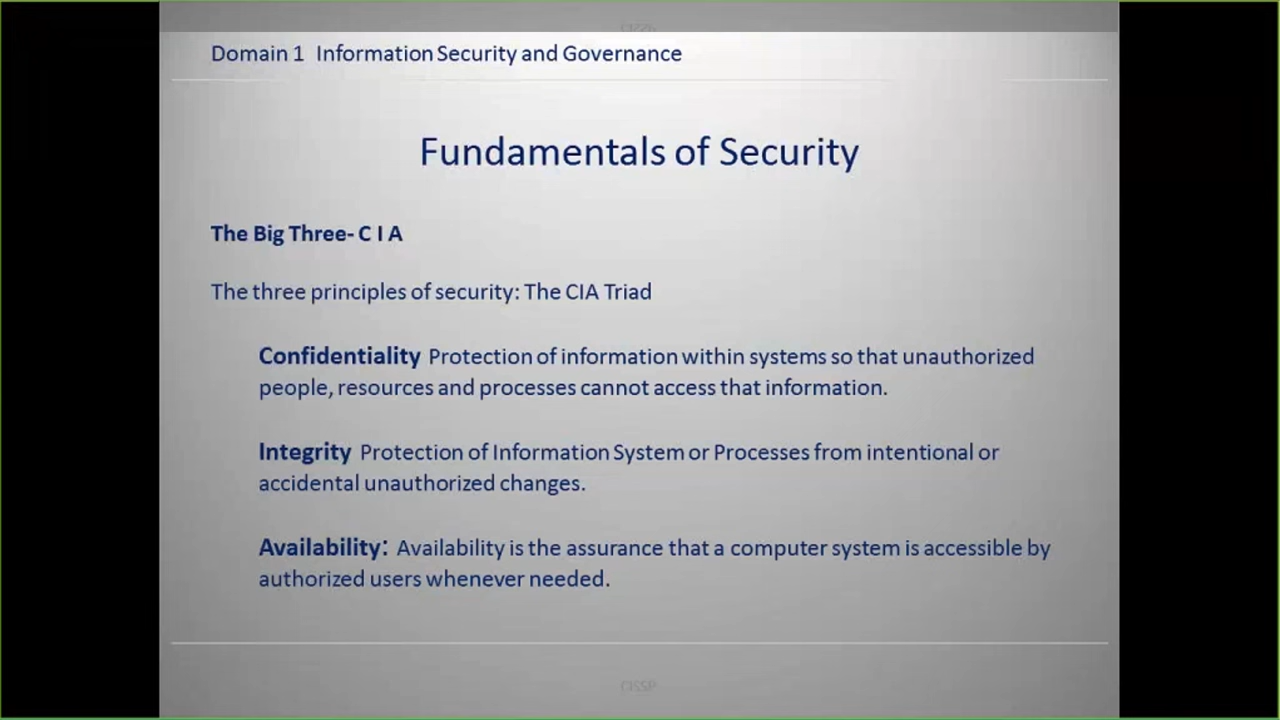 Domain 1 Information Security and Governance
Fundamentals of Security
The Big Three- C I A
The three principles of security: The CIA Triad
Confidentiality Protection of information within systems so that unauthorized
people, resources and processes cannot access that information.
Integrity Protection of Information System or Processes from intentional or
accidental unauthorized changes.
Availability: Availability is the assurance that a computer system is accessible by
authorized users whenever needed.
CISSP